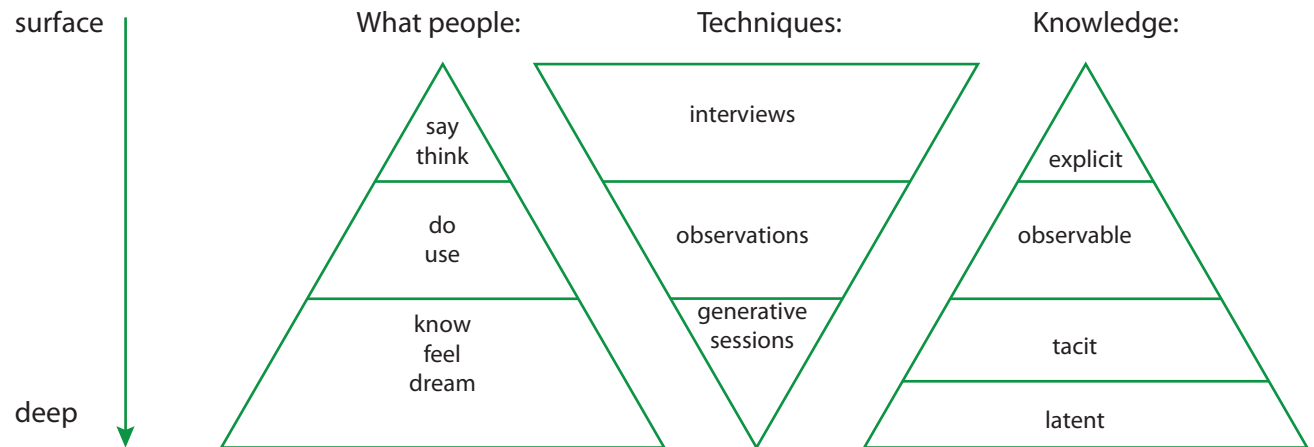 surface
What people:
Techniques:
Knowledge:
say
think
interviews
explicit
do
use
observations
observable
know
feel
dream
generative
sessions
tacit
latent
deep